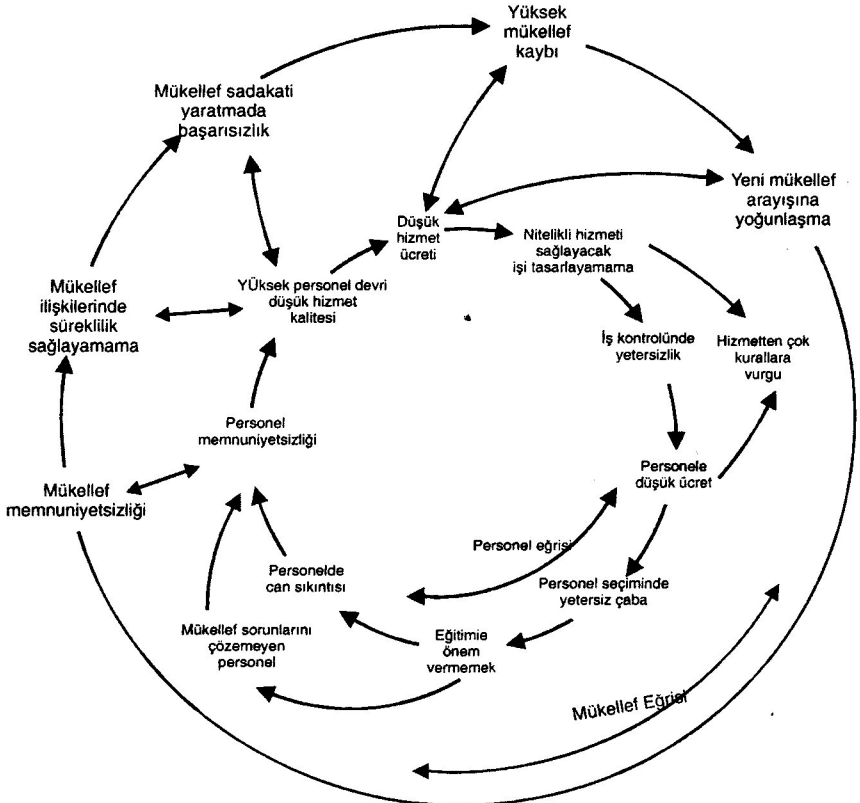 Yüksek
mükellef
kaybı
Mükellef sadakati
yaratmada
başarısızlık
Yeni mükellef
arayışına
yoğunlaşma
Düşük
hizmet
ücreti
Nitelikli hizmeti
sağlayacak
işi tasarlayamama
Mükellef
ilişkilerinde
süreklilik
sağlayamama
YÜksek personel devri
düşük hizmet
kalitesi
İş kontrolünde
yetersizlik
Hizmetten çok
kurallara
vurgu
Personel
memnuniyetsizliği
Personele
düşük ücret
Mükellef
memnuniyetsizliği
Personel eğrisi
Personelde
can sıkıntısı
Personel seçiminde
yetersiz çaba
Mükellef sorunlarını
çözemeyen
personel
Eğitimie
önem
vermemek
Mükellef Eğrisi